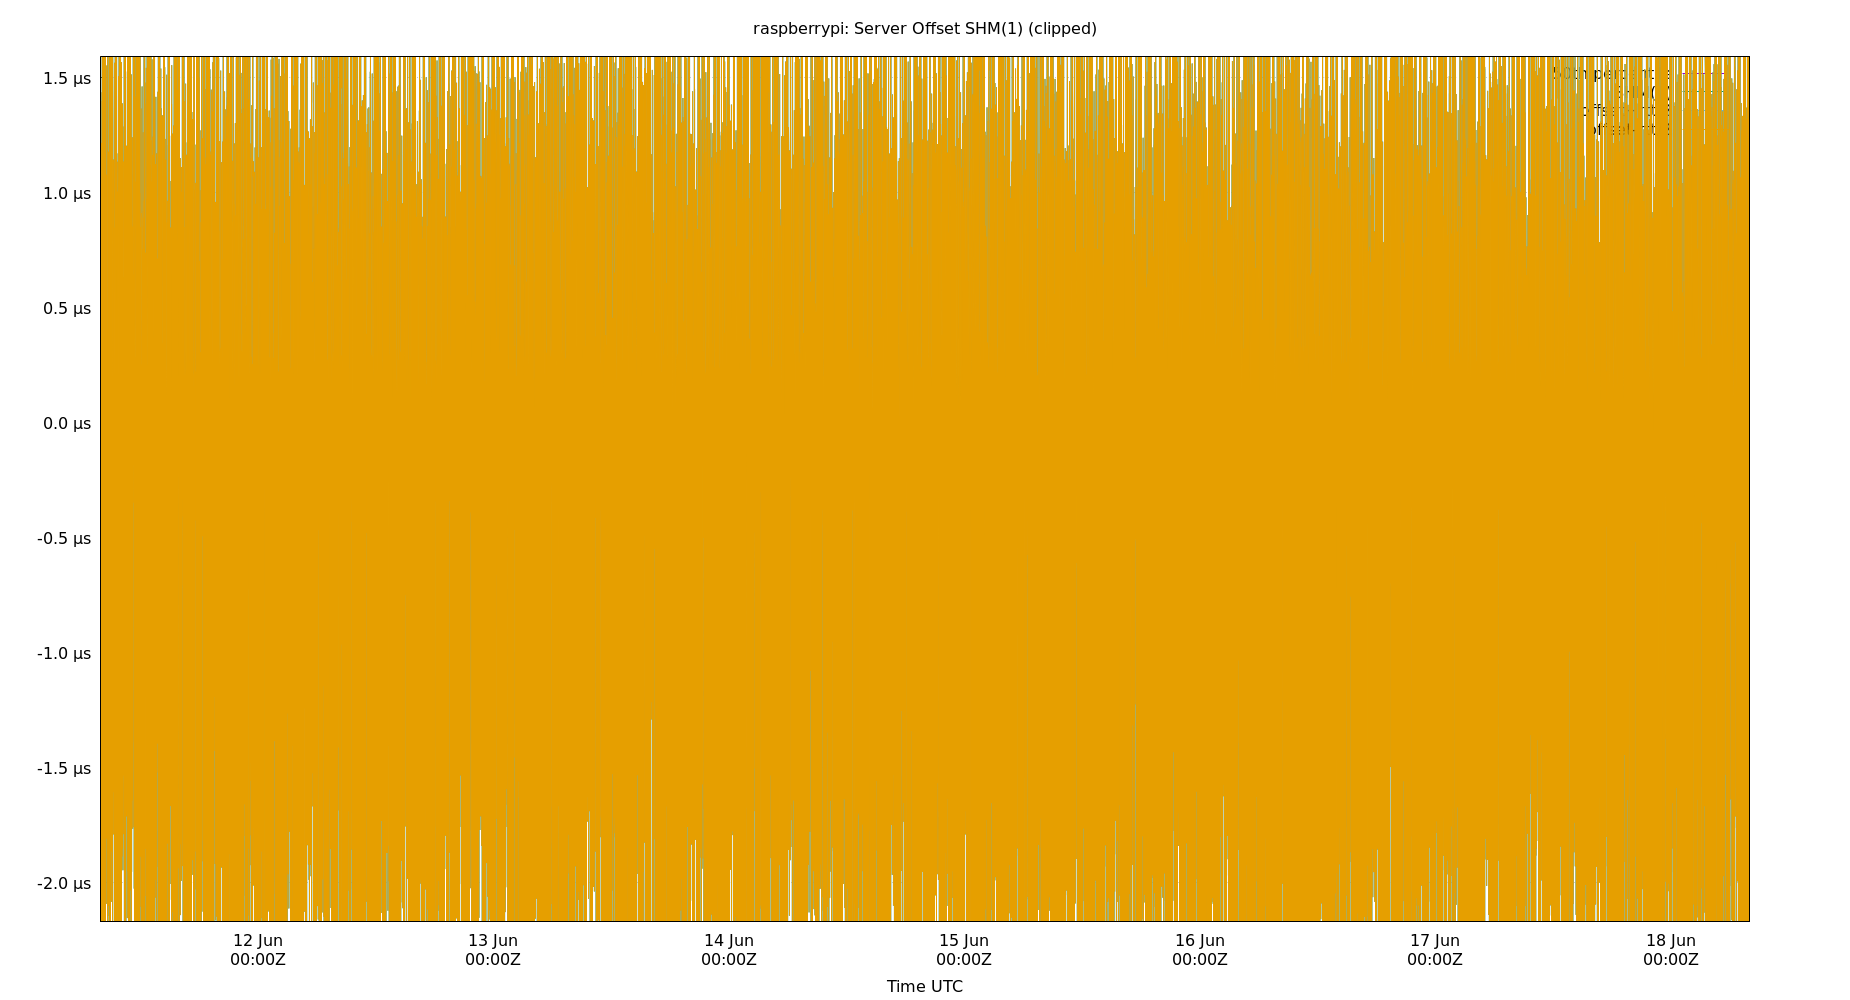 raspberrypi: Server Offset SHM(1) (clipped)
1.5 µs
1.0 µs
0.5 µs
0.0 µs
-0.5 µs
-1.0 µs
-1.5 µs
-2.0 µs
12 Jun 13 Jun 14 Jun 15 Jun 16 Jun 17 Jun 18 Jun
00:00Z 00:00Z 00:00Z 00:00Z 00:00Z 00:00Z 00:00Z
Time UTC